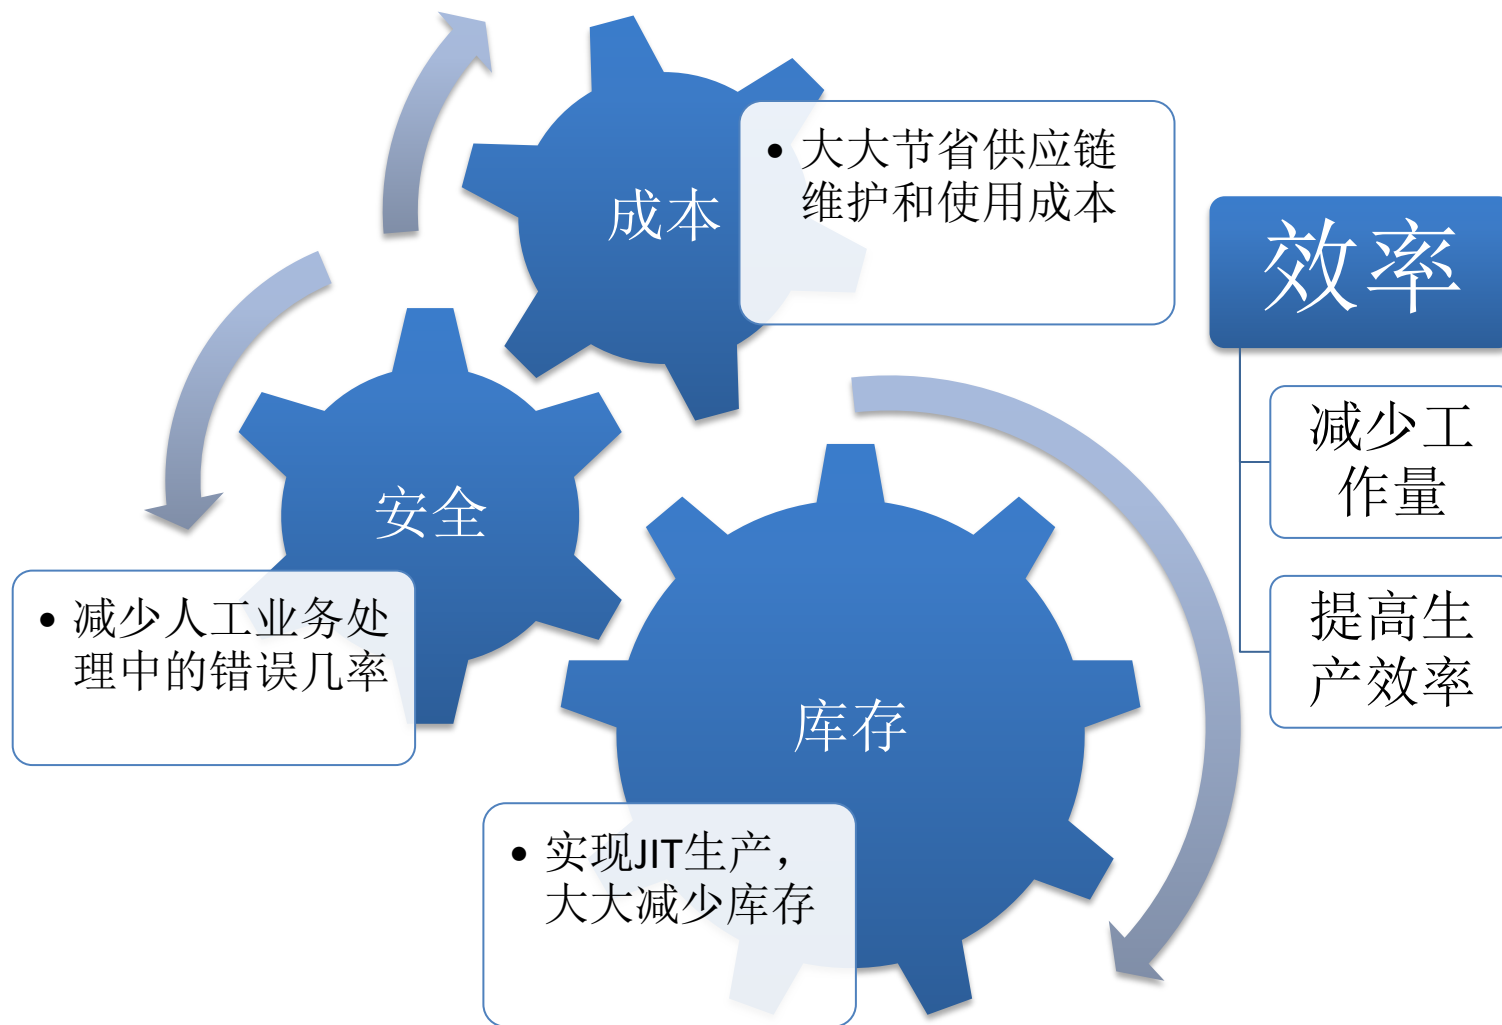 成本
大大节省供应链
维护和使用成本
安全
减少人工业务处
理中的错误几率
库存
实现JIT生产，
大大减少库存
效率
减少工
作量
提高生
产效率